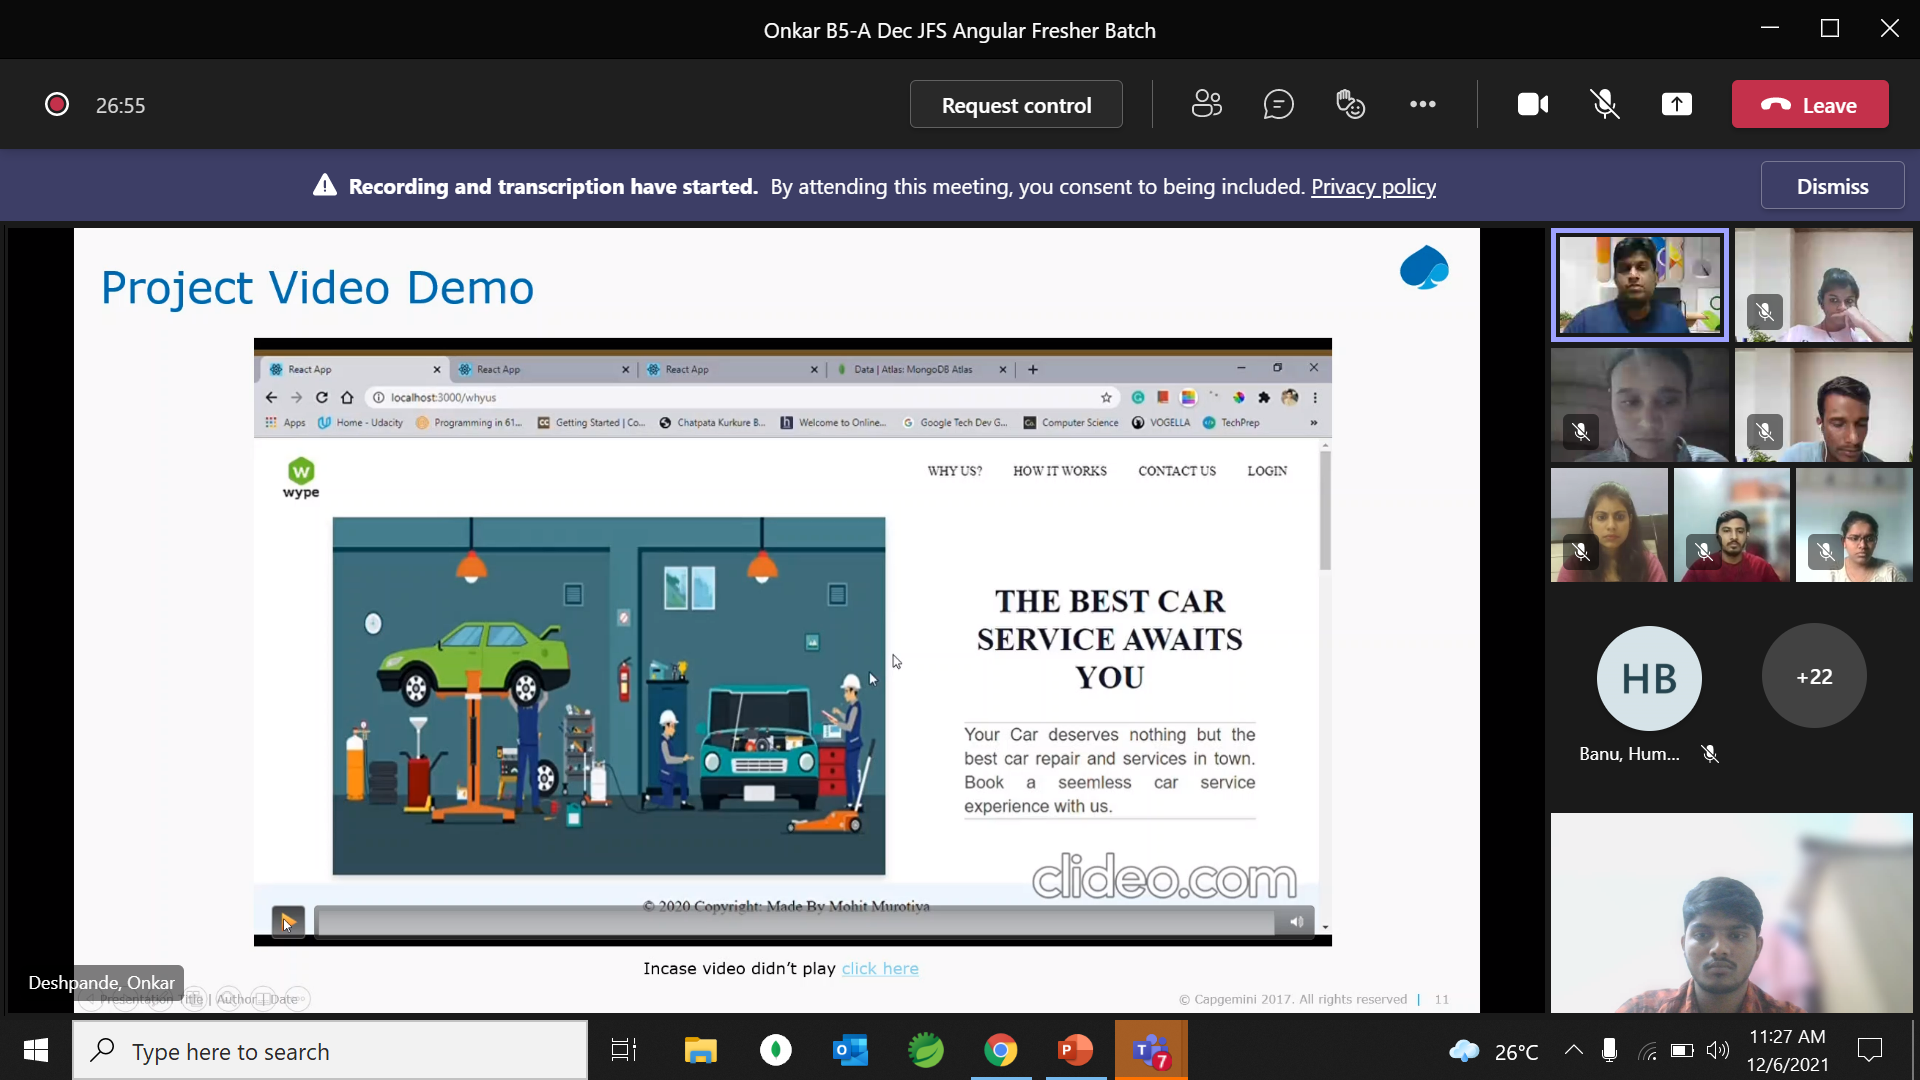 Onkar B5-A Dec JFS Angular Fresher Batch
26:55
Request control
Leave
Recording and transcription have started. By attending this meeting, you consent to being included. Privacy policy
Dismiss
Project Video Demo
React App
React App
React App
Data | Atlas: MongoDB Atlas
localhost:3000/whyus
Apps
Home - Udacity
Programming in 61...
Getting Started | Co...
Chatpata Kurkure B...
Welcome to Online...
Google Tech Dev G...
Computer Science
VOGELLA
TechPrep
w
wype
WHY US?
HOW IT WORKS
CONTACT US
LOGIN
THE BEST CAR
SERVICE AWAITS
YOU
Your Car deserves nothing but the
best car repair and services in town.
Book a seemless car service
experience with us.
clideo.com
© 2020 Copyright: Made By Mohit Murotiya
Incase video didn't play click here
Deshpande, Onkar
Presentation Title | Author | Date
© Capgemini 2017. All rights reserved | 11
HB
Banu, Hum...
+22
Type here to search
7
26°C
11:27 AM
12/6/2021